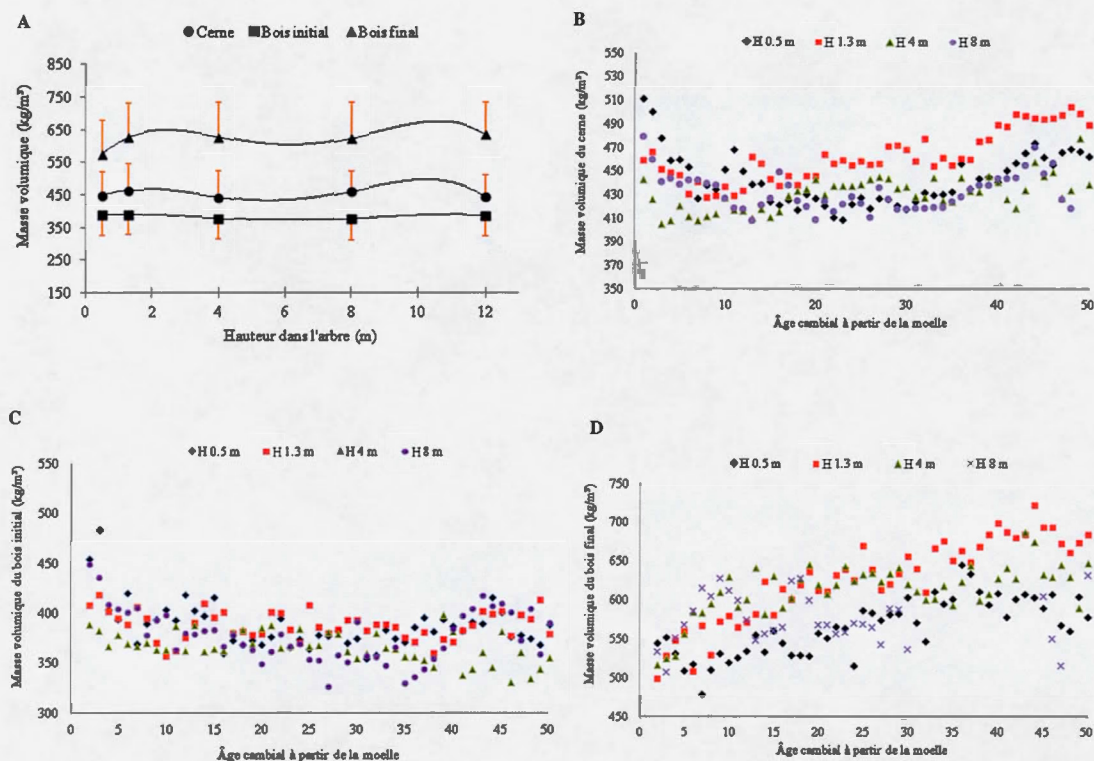 A
Cerne Bois initial Bois final
Masse volumique (kg/m³)
850
750
650
550
450
350
250
150
0 2 4 6 8 10 12
Hauteur dans l'arbre (m)
B
H 0.5 m H 1.3 m H 4 m H 8 m
Masse volumique du cerne (kg/m³)
550
530
510
490
470
450
430
410
390
370
350
0 10 20 30 40 50
Âge cambial à partir de la moelle
C
H 0.5 m H 1.3 m H 4 m H 8 m
Masse volumique du bois initial (kg/m³)
550
500
450
400
350
300
0 5 10 15 20 25 30 35 40 45 50
Âge cambial à partir de la moelle
D
H 0.5 m H 1.3 m H 4 m H 8 m
Masse volumique du bois final (kg/m³)
750
700
650
600
550
500
450
0 5 10 15 20 25 30 35 40 45 50
Âge cambial à partir de la moelle